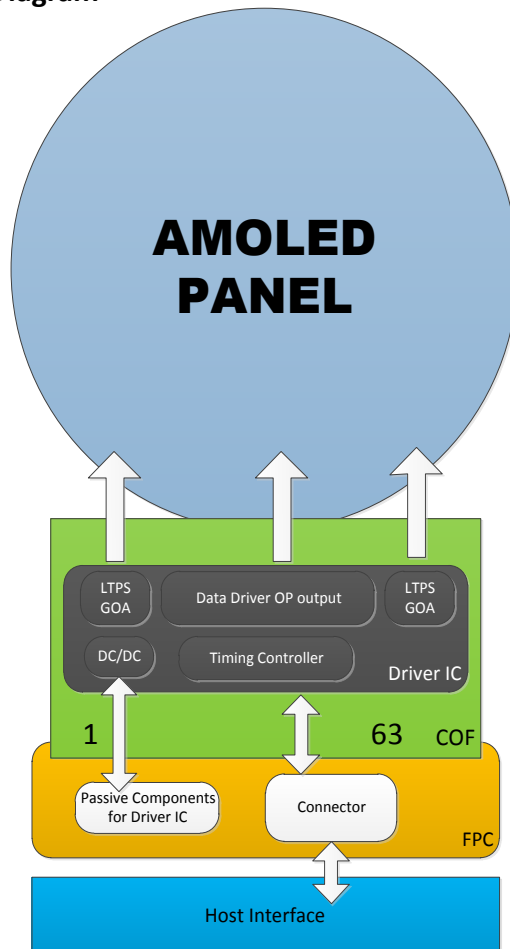 AMOLED
PANEL
LTPS
GOA
Data Driver OP output
LTPS
GOA
DC/DC
Timing Controller
Driver IC
1
63
COF
Passive Components
for Driver IC
Connector
FPC
Host Interface